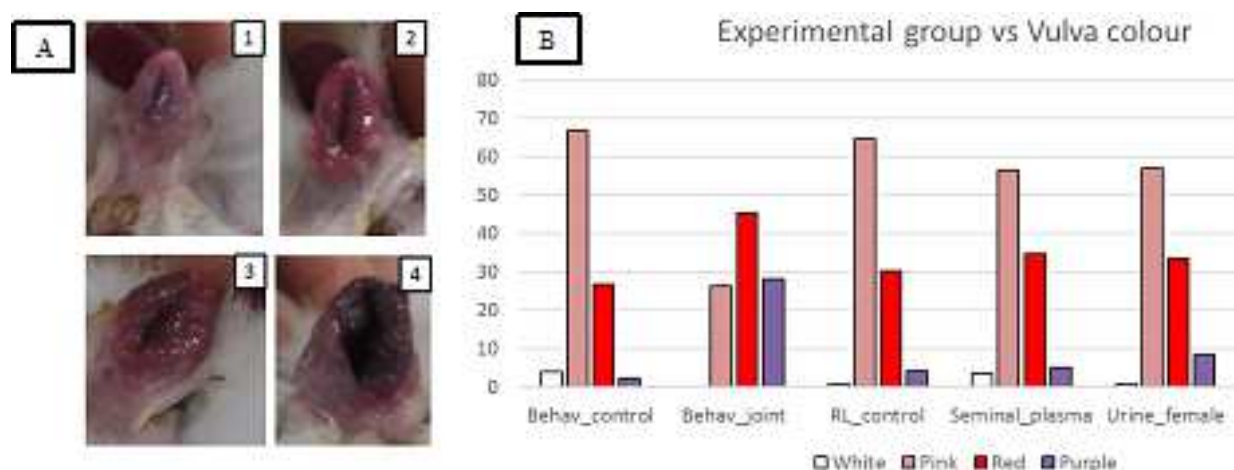 A
1
2
3
4
B
Experimental group vs Vulva colour
80
70
60
50
40
30
20
10
0
Behav_control Behav_joint RL_control Seminal_plasma Urine_female
White Pink Red Purple